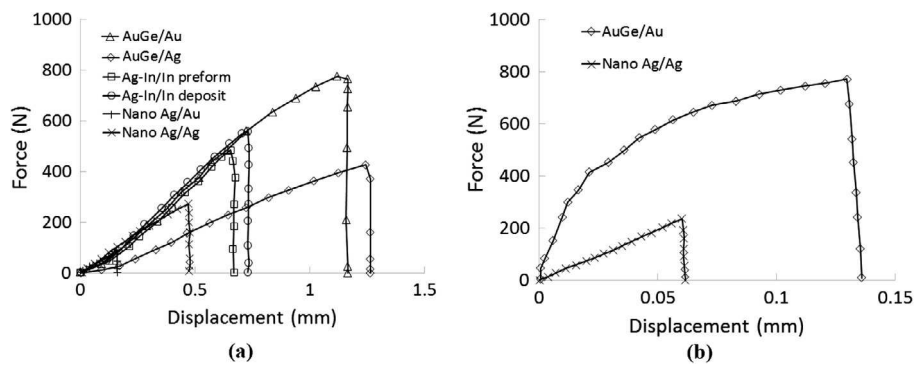 1000
800
600
400
200
0
Force (N)
AuGe/Au
AuGe/Ag
Ag-In/In preform
Ag-In/In deposit
Nano Ag/Au
Nano Ag/Ag
0 0.5 1 1.5
Displacement (mm)
(a)
1000
800
600
400
200
0
Force (N)
AuGe/Au
Nano Ag/Ag
0 0.05 0.1 0.15
Displacement (mm)
(b)